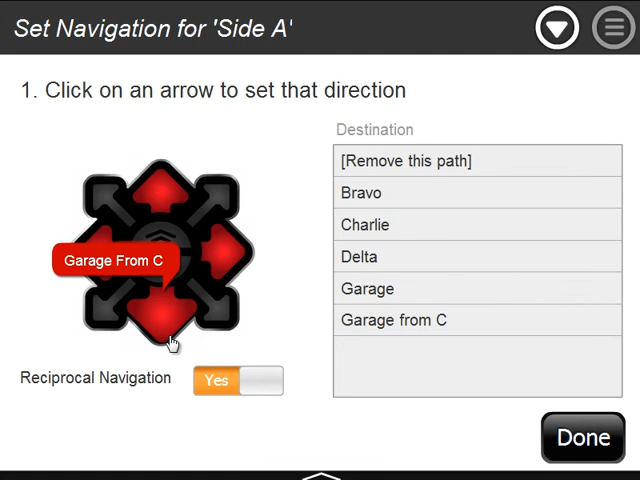 Set Navigation for 'Side A'
1. Click on an arrow to set that direction
Destination
[Remove this path]
Bravo
Charlie
Delta
Garage
Garage from C
Garage From C
Reciprocal Navigation
Yes
Done